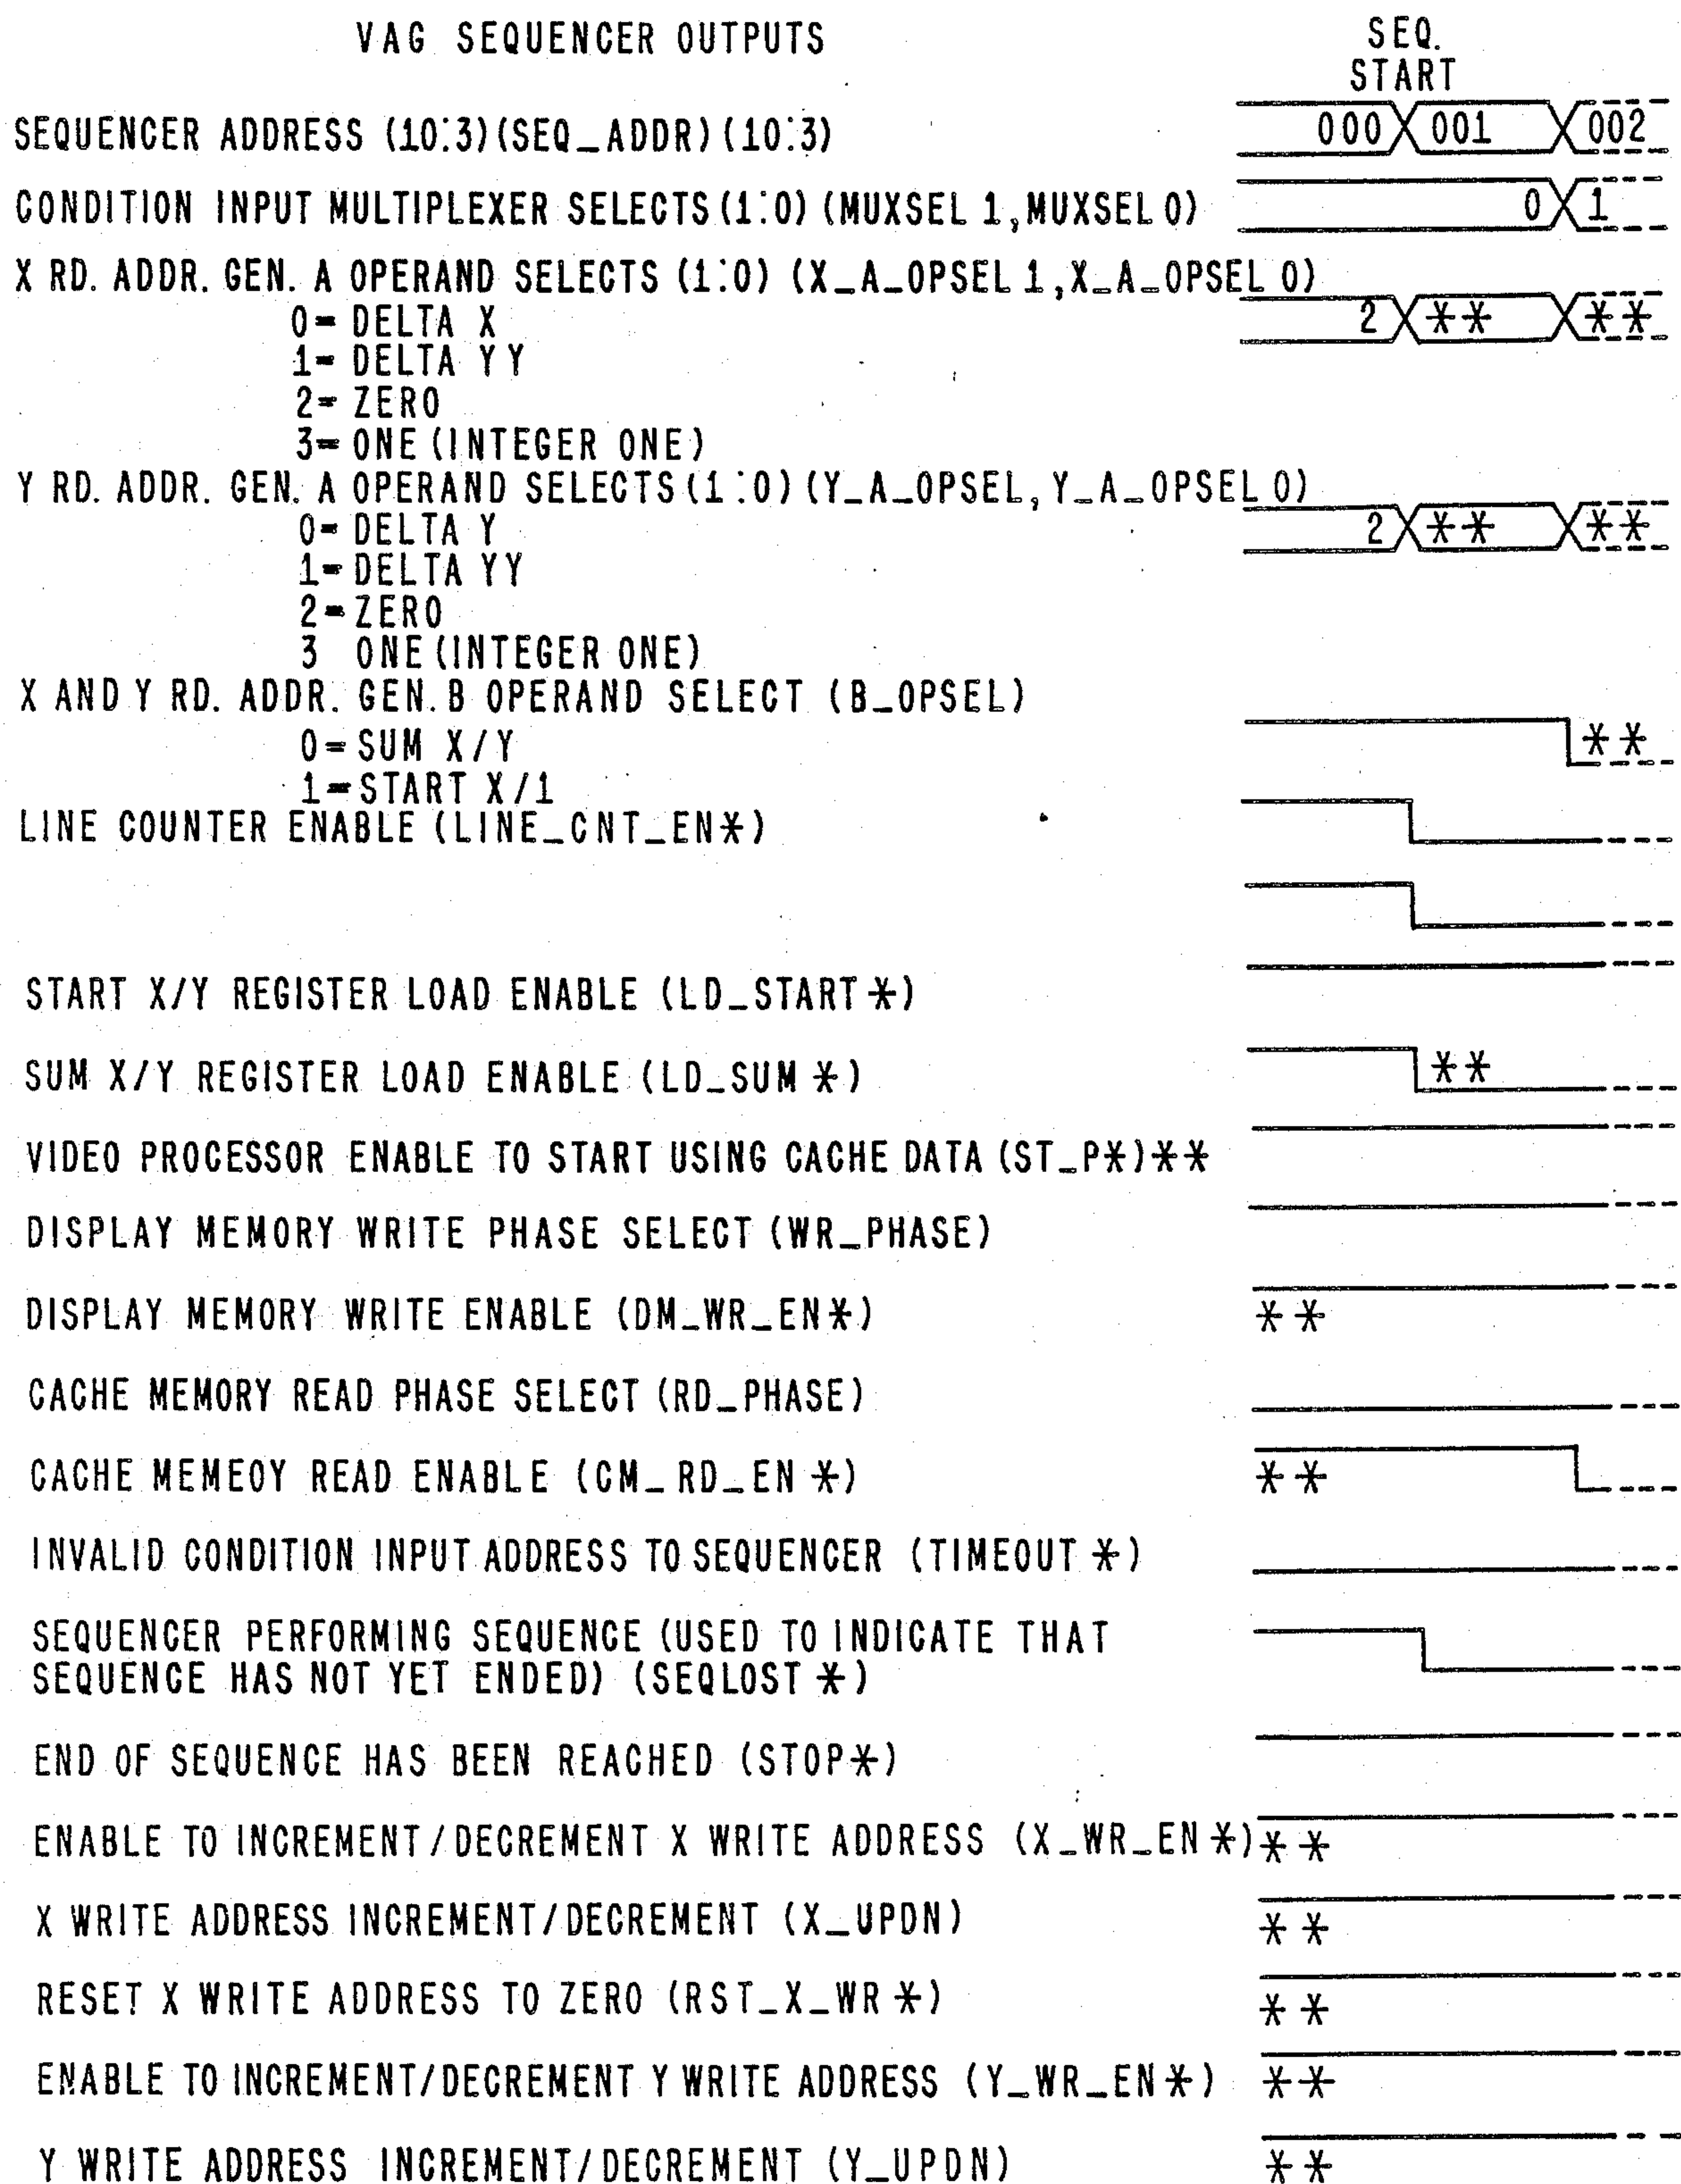 VAG SEQUENCER OUTPUTS
SEQ.
START
SEQUENCER ADDRESS (10:3)(SEQ_ADDR)(10:3)
000 001 002
CONDITION INPUT MULTIPLEXER SELECTS(1:0)(MUXSEL 1,MUXSEL 0)
0 1
X RD. ADDR. GEN. A OPERAND SELECTS (1:0) (X_A_OPSEL 1,X_A_OPSEL 0)
2 ** **
0= DELTA X
1= DELTA YY
2= ZERO
3= ONE (INTEGER ONE)
Y RD. ADDR. GEN. A OPERAND SELECTS(1:0)(Y_A_OPSEL, Y_A_OPSEL 0)
2 ** **
0= DELTA Y
1= DELTA YY
2=ZERO
3 ONE(INTEGER ONE)
X AND Y RD. ADDR. GEN. B OPERAND SELECT (B_OPSEL)
0=SUM X/Y
**
1=START X/1
LINE COUNTER ENABLE (LINE_CNT_EN*)
START X/Y REGISTER LOAD ENABLE (LD_START*)
SUM X/Y REGISTER LOAD ENABLE (LD_SUM*)
**
VIDEO PROCESSOR ENABLE TO START USING CACHE DATA (ST_P*)**
DISPLAY MEMORY WRITE PHASE SELECT (WR_PHASE)
DISPLAY MEMORY WRITE ENABLE (DM_WR_EN*)
**
CACHE MEMORY READ PHASE SELECT (RD_PHASE)
CACHE MEMEOY READ ENABLE (CM_RD_EN*)
**
INVALID CONDITION INPUT ADDRESS TO SEQUENCER (TIMEOUT*)
SEQUENCER PERFORMING SEQUENCE (USED TO INDICATE THAT
SEQUENCE HAS NOT YET ENDED) (SEQLOST*)
END OF SEQUENCE HAS BEEN REACHED (STOP*)
ENABLE TO INCREMENT/DECREMENT X WRITE ADDRESS (X_WR_EN*)**
X WRITE ADDRESS INCREMENT/DECREMENT (X_UPDN)
**
RESET X WRITE ADDRESS TO ZERO (RST_X_WR*)
**
ENABLE TO INCREMENT/DECREMENT Y WRITE ADDRESS (Y_WR_EN*)
**
Y WRITE ADDRESS INCREMENT/DECREMENT (Y_UPDN)
**